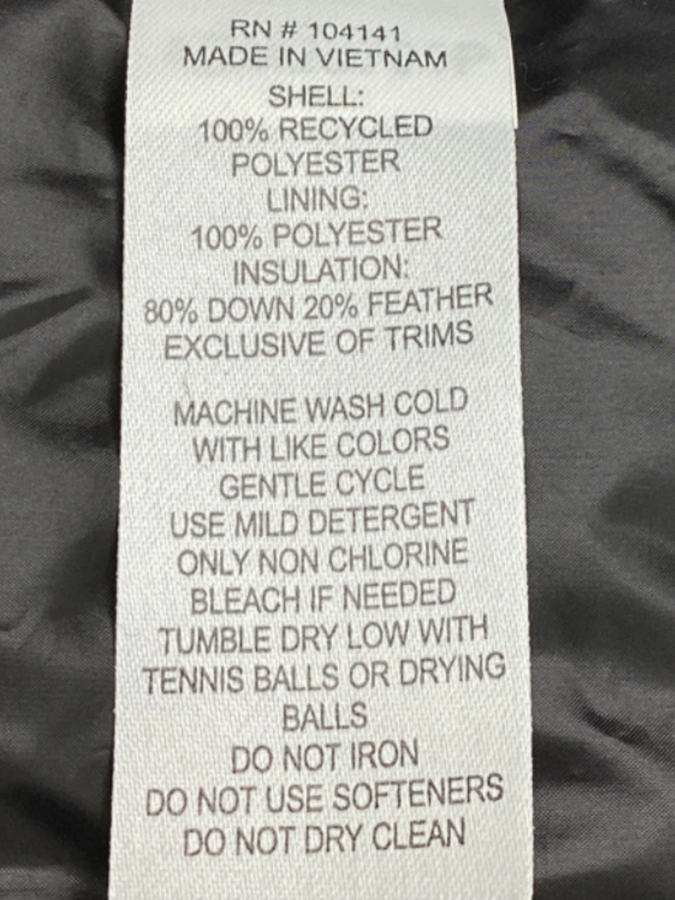 RN # 104141
MADE IN VIETNAM
SHELL:
100% RECYCLED
POLYESTER
LINING:
100% POLYESTER
INSULATION:
80% DOWN 20% FEATHER
EXCLUSIVE OF TRIMS
MACHINE WASH COLD
WITH LIKE COLORS
GENTLE CYCLE
USE MILD DETERGENT
ONLY NON CHLORINE
BLEACH IF NEEDED
TUMBLE DRY LOW WITH
TENNIS BALLS OR DRYING
BALLS
DO NOT IRON
DO NOT USE SOFTENERS
DO NOT DRY CLEAN